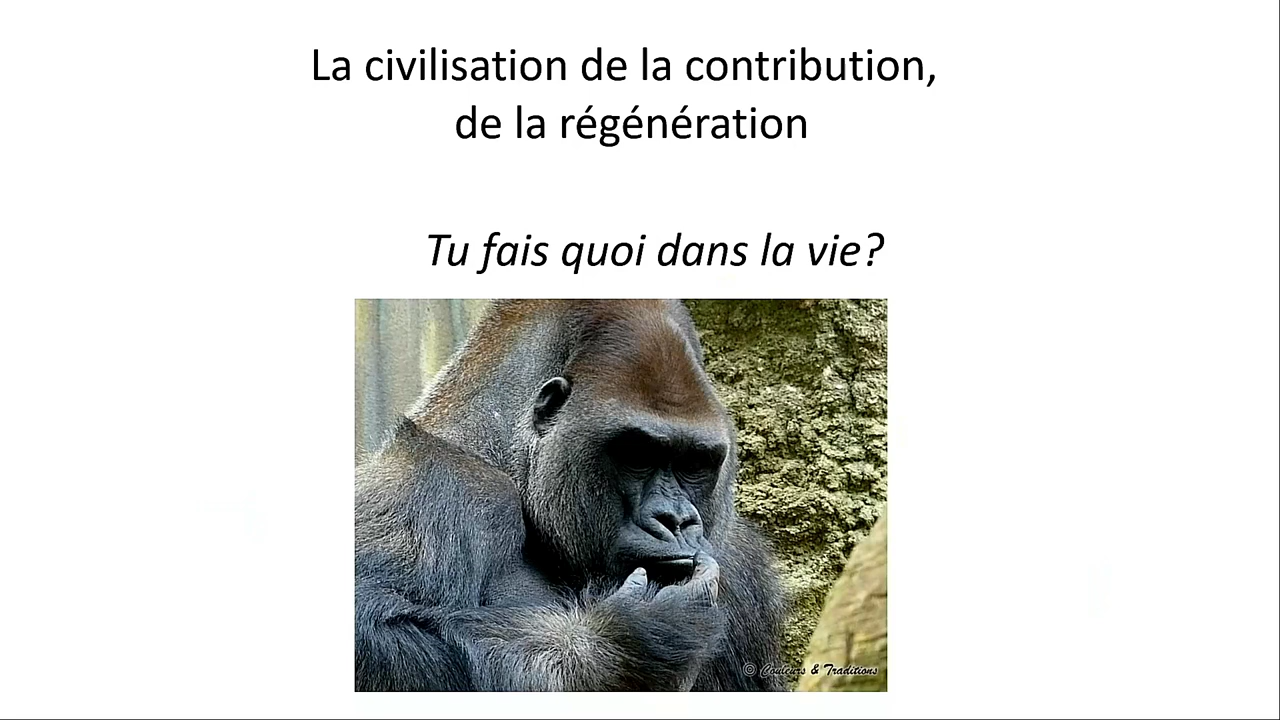 La civilisation de la contribution,
de la régénération
Tu fais quoi dans la vie?
© Couleurs & Traditions